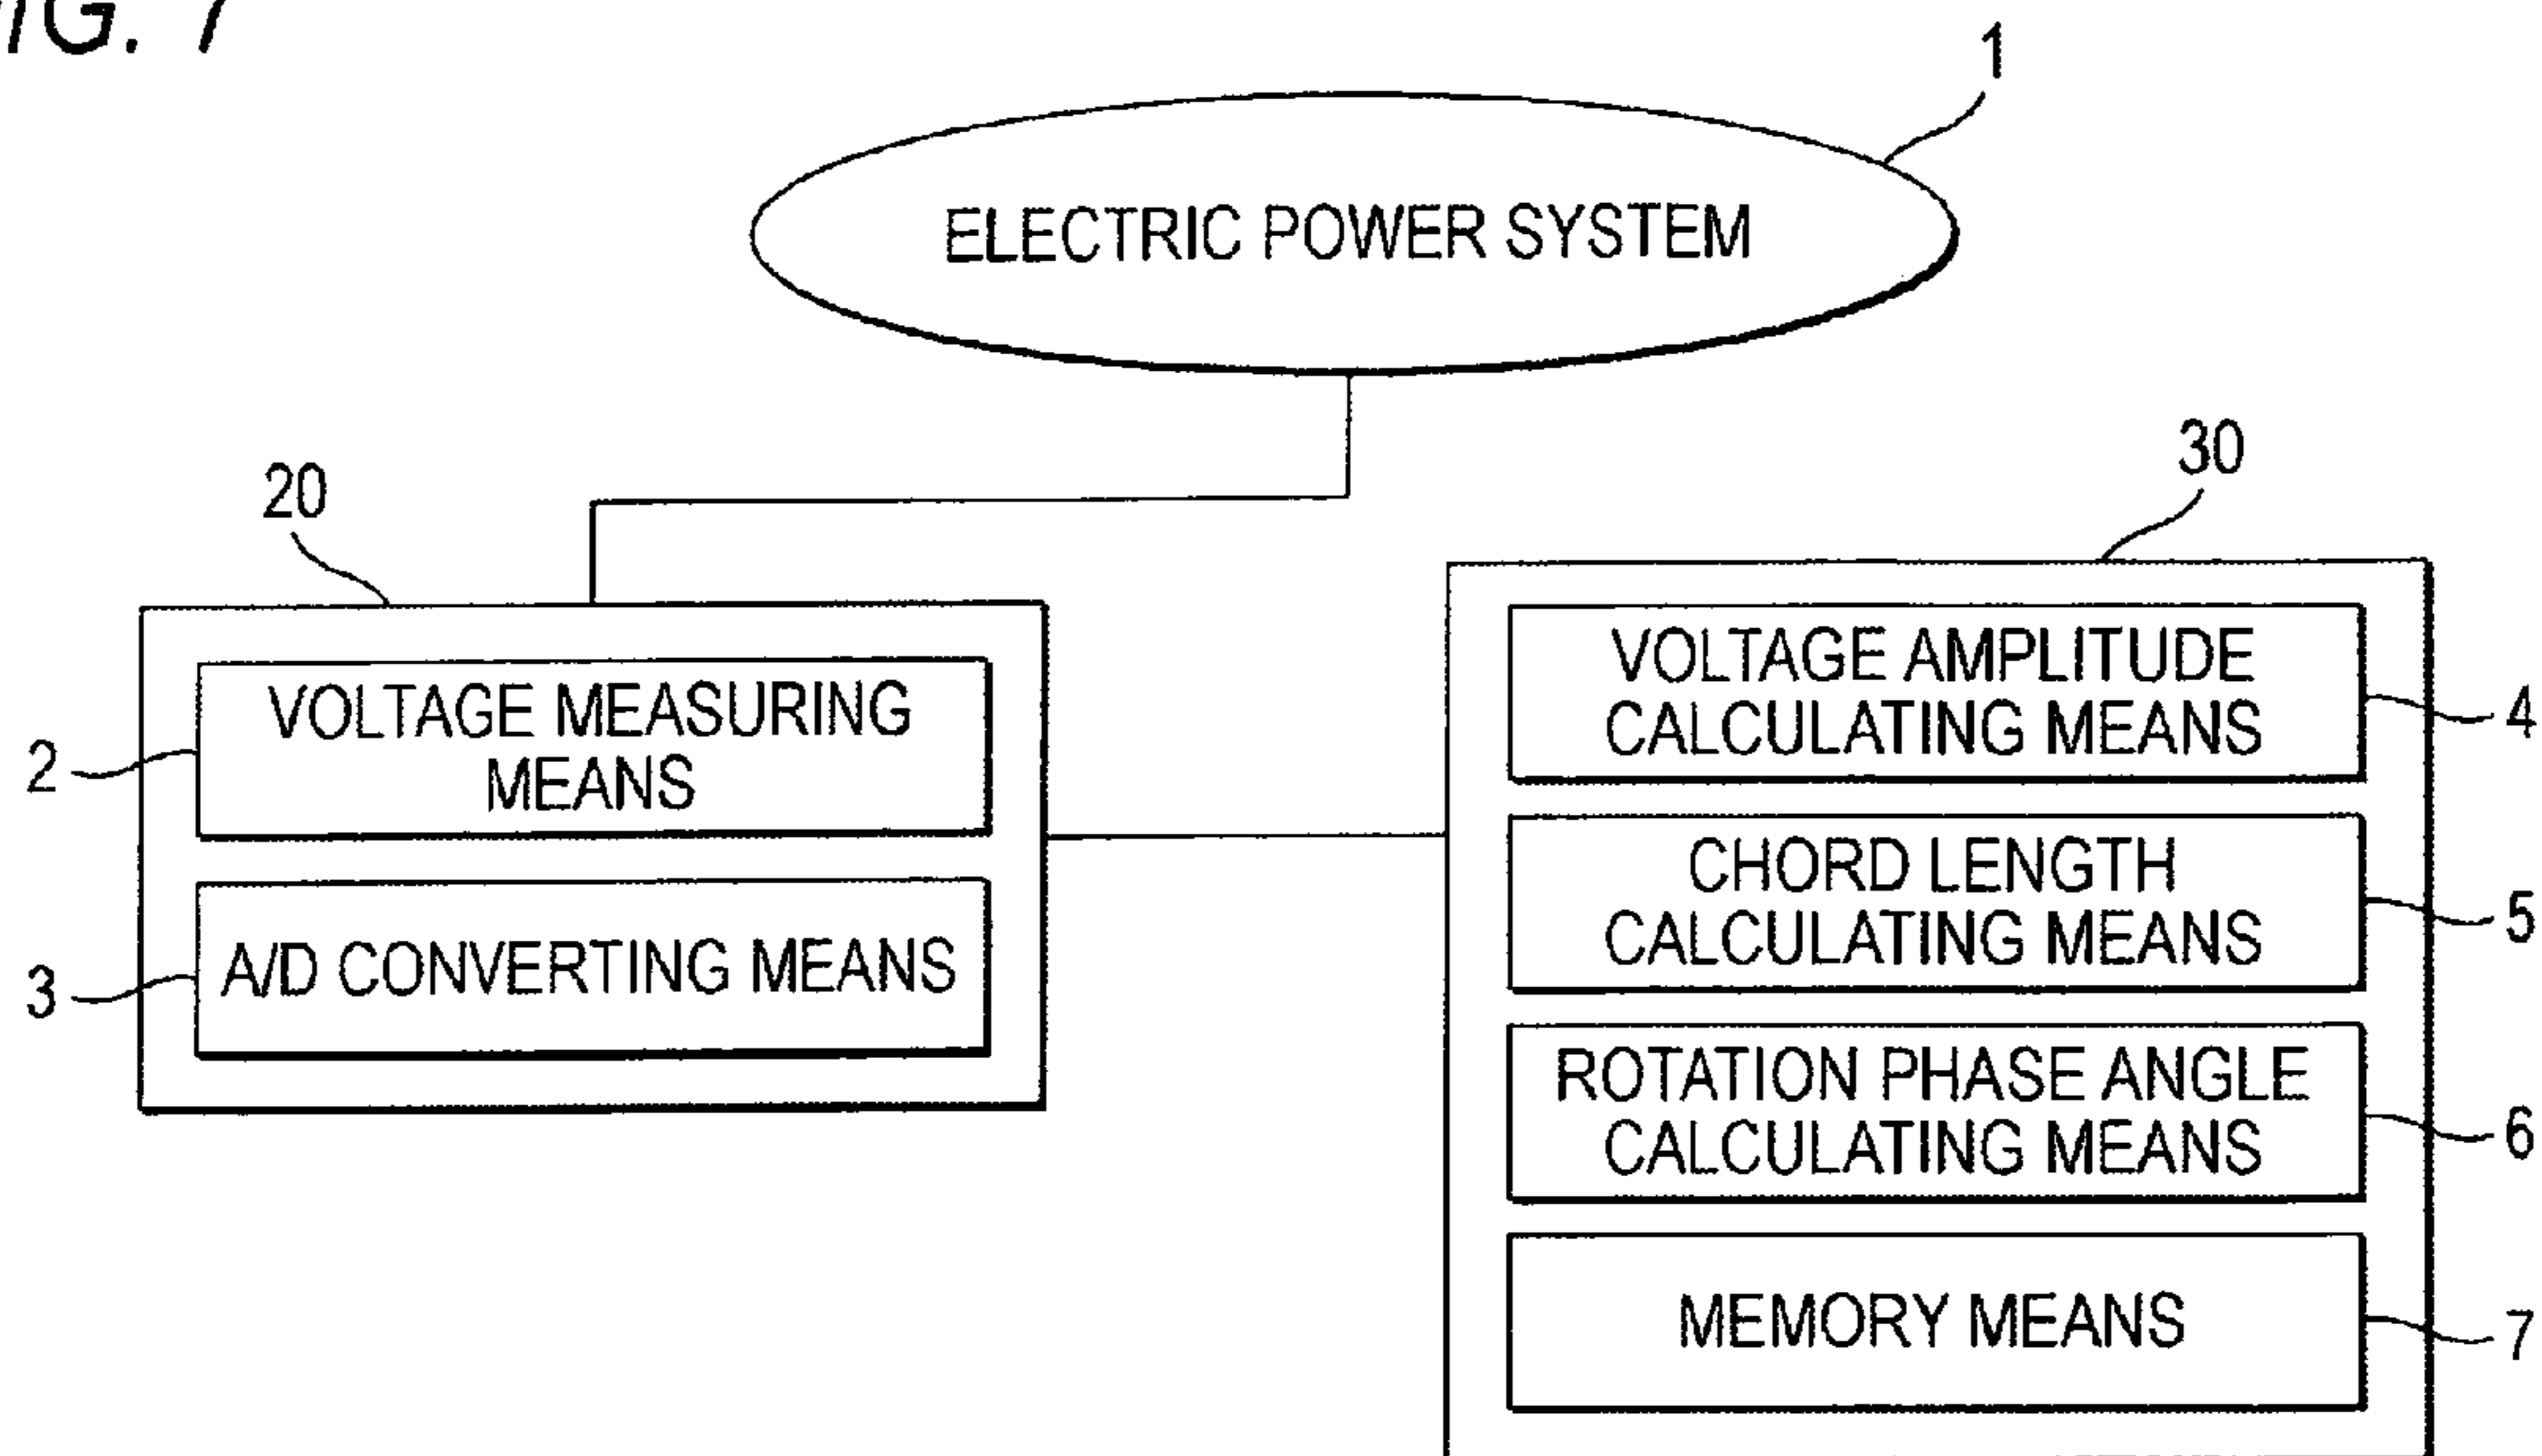 FIG.
1
ELECTRIC POWER SYSTEM
20
30
2
VOLTAGE MEASURING
MEANS
3
A/D CONVERTING MEANS
VOLTAGE AMPLITUDE
CALCULATING MEANS
4
CHORD LENGTH
CALCULATING MEANS
5
ROTATION PHASE ANGLE
CALCULATING MEANS
6
MEMORY MEANS
7